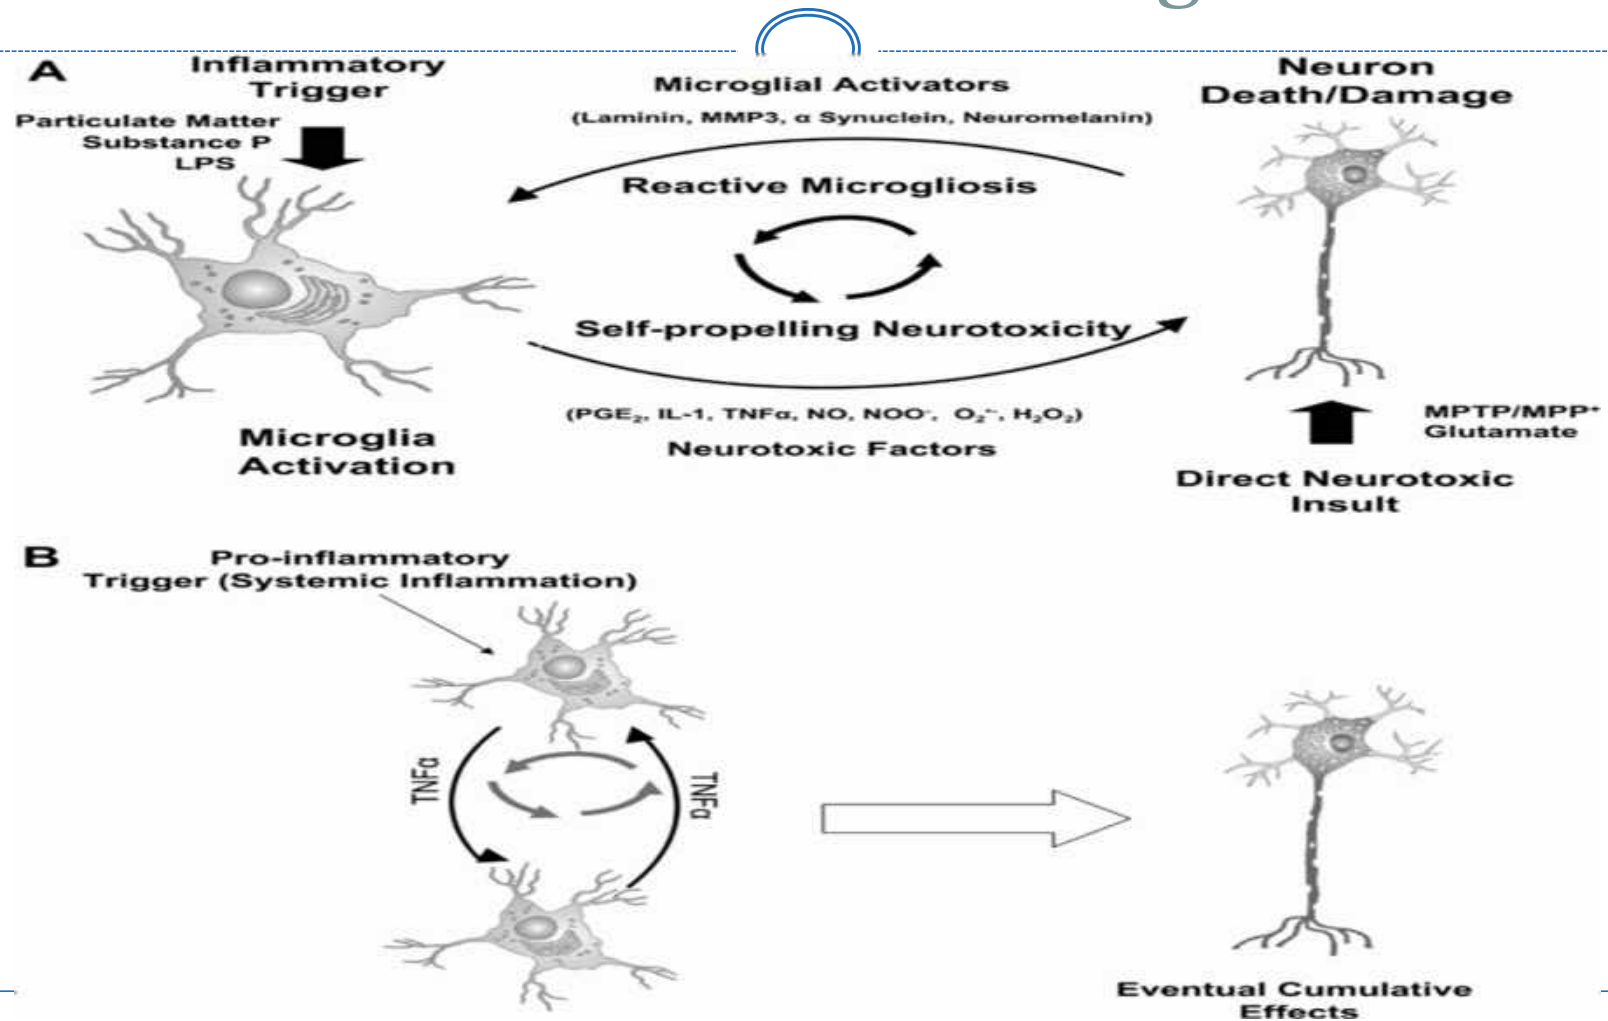 A
Inflammatory
Trigger
Particulate Matter
Substance P
LPS
Microglial Activators
(Laminin, MMP3, α Synuclein, Neuromelanin)
Reactive Microgliosis
Self-propelling Neurotoxicity
(PGE₂, IL-1, TNFα, NO, NOO⁻, O₂•⁻, H₂O₂)
Neurotoxic Factors
Neuron
Death/Damage
Microglia
Activation
MPTP/MPP⁺
Glutamate
Direct Neurotoxic
Insult
B
Pro-inflammatory
Trigger (Systemic Inflammation)
TNFα
TNFα
Eventual Cumulative
Effects